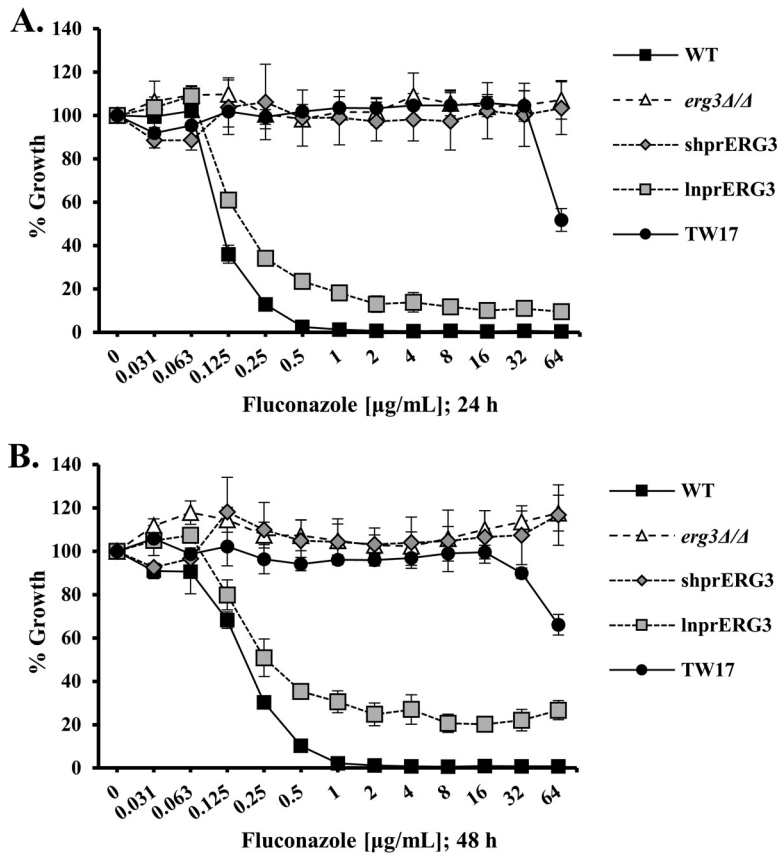 A.
140
120
100
80
60
40
20
0
% Growth
0 0.031 0.063 0.125 0.25 0.5 1 2 4 8 16 32 64
Fluconazole [µg/mL]; 24 h
WT
erg3Δ/Δ
shprERG3
lnprERG3
TW17
B.
140
120
100
80
60
40
20
0
% Growth
0 0.031 0.063 0.125 0.25 0.5 1 2 4 8 16 32 64
Fluconazole [µg/mL]; 48 h
WT
erg3Δ/Δ
shprERG3
lnprERG3
TW17